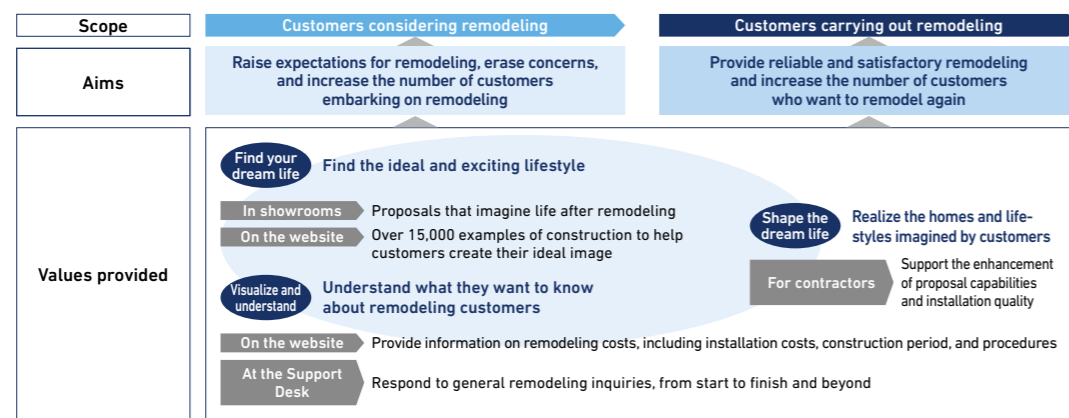 Scope
Customers considering remodeling
Customers carrying out remodeling
Aims
Raise expectations for remodeling, erase concerns,
and increase the number of customers
embarking on remodeling
Provide reliable and satisfactory remodeling
and increase the number of customers
who want to remodel again
Values provided
Find your
dream life
Find the ideal and exciting lifestyle
In showrooms
Proposals that imagine life after remodeling
On the website
Over 15,000 examples of construction to help
customers create their ideal image
Visualize and
understand
Understand what they want to know
about remodeling customers
On the website
Provide information on remodeling costs, including installation costs, construction period, and procedures
At the Support
Desk
Respond to general remodeling inquiries, from start to finish and beyond
Shape the
dream life
Realize the homes and life-
styles imagined by customers
For contractors
Support the enhancement
of proposal capabilities
and installation quality